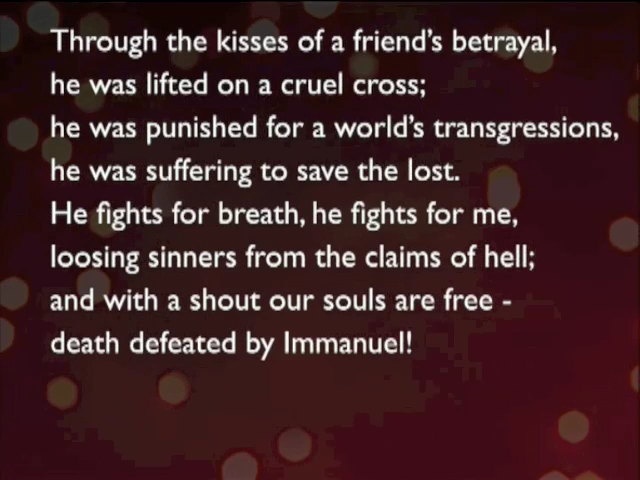 Through the kisses of a friend's betrayal,
he was lifted on a cruel cross;
he was punished for a world's transgressions,
he was suffering to save the lost.
He fights for breath, he fights for me,
loosing sinners from the claims of hell;
and with a shout our souls are free -
death defeated by Immanuel!